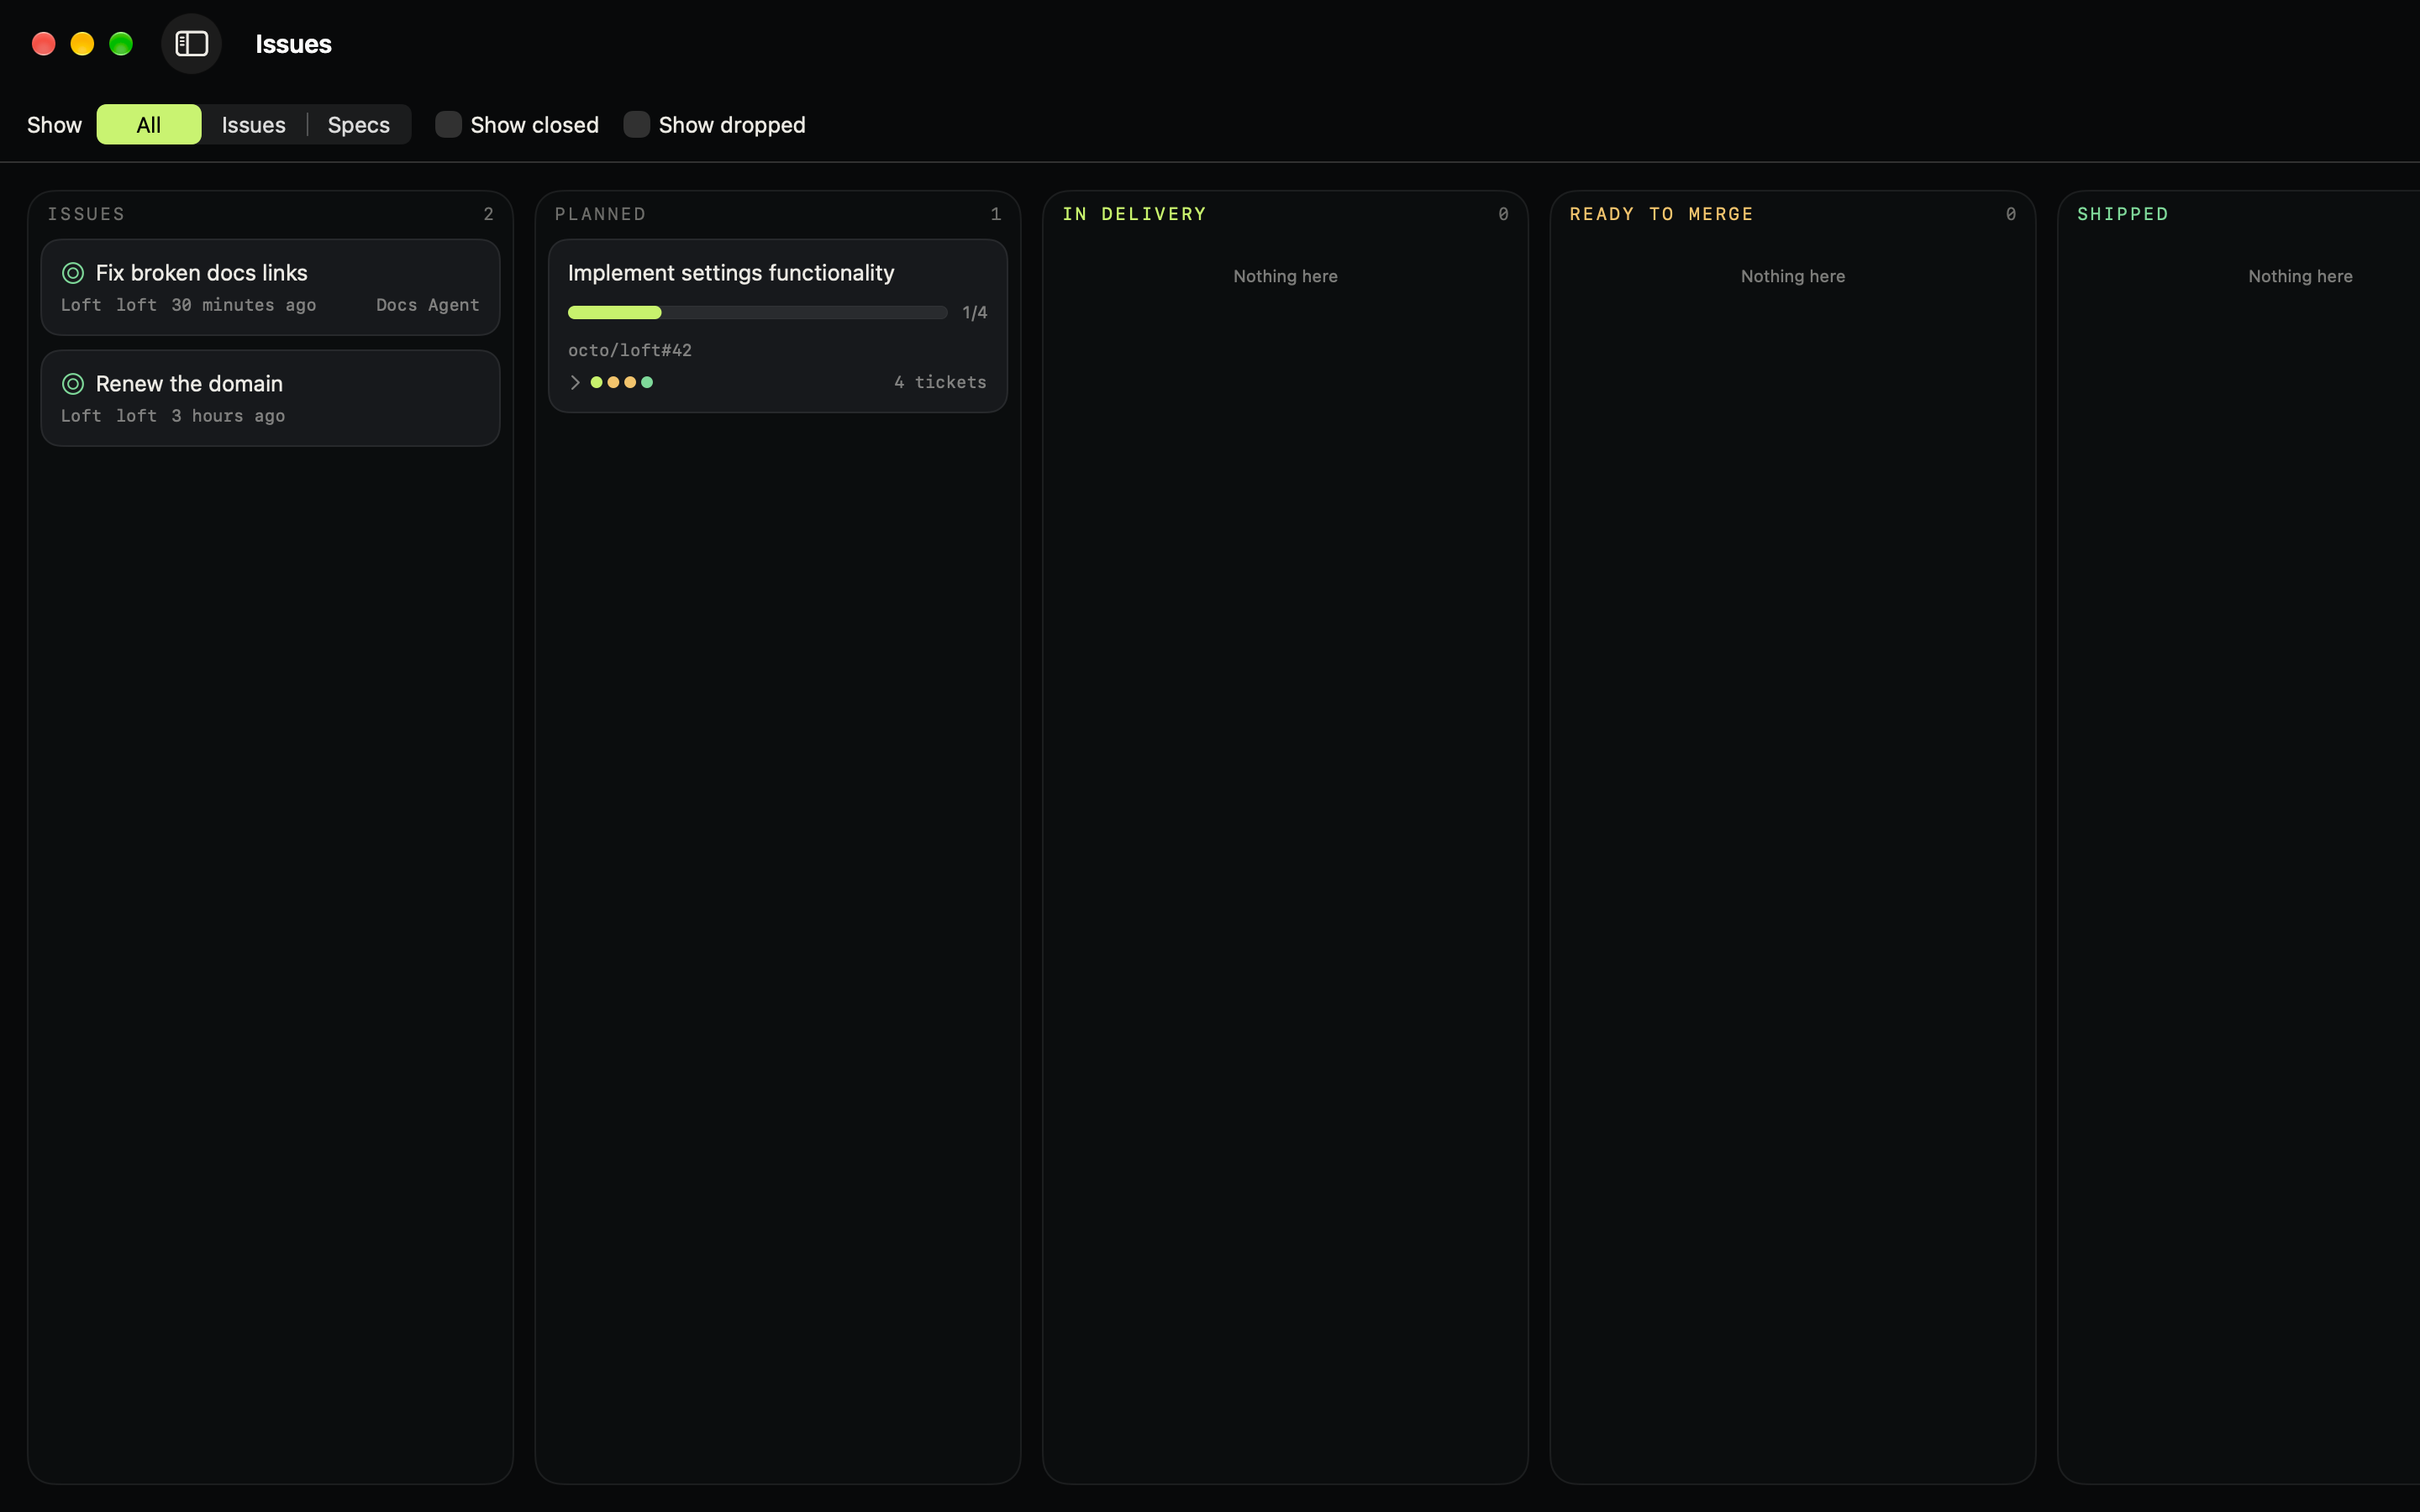 Issues
Show All Issues Specs Show closed Show dropped
ISSUES 2
Fix broken docs links
Loft loft 30 minutes ago Docs Agent
Renew the domain
Loft loft 3 hours ago
PLANNED 1
Implement settings functionality
1/4
octo/loft#42
4 tickets
IN DELIVERY 0
Nothing here
READY TO MERGE 0
Nothing here
SHIPPED
Nothing here